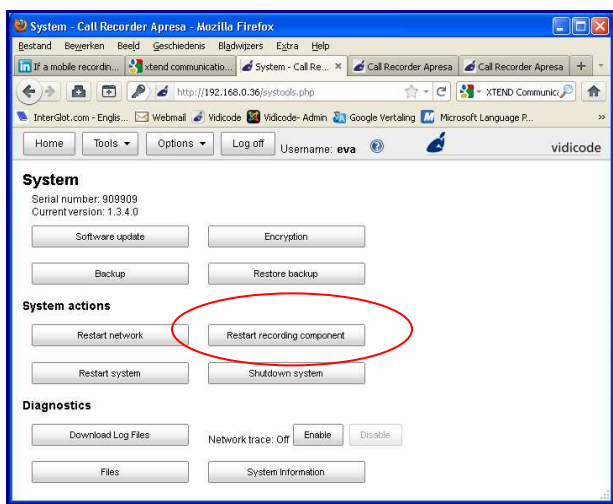 System - Call Recorder Apresa - Mozilla Firefox
Bestand Bewerken Beeld Geschiedenis Bladwijzers Extra Help
If a mobile recordin... xtend communicatio... System - Call Re... × Call Recorder Apresa Call Recorder Apresa +
http://192.168.0.36/systools.php XTEND Communic
InterGlot.com - Englis... Webmail Vidicode Vidicode- Admin Google Vertaling Microsoft Language P... »
Home Tools Options Log off Username: eva vidicode
System
Serial number: 909909
Current version: 1.3.4.0
Software update Encryption
Backup Restore backup
System actions
Restart network Restart recording component
Restart system Shutdown system
Diagnostics
Download Log Files Network trace: Off Enable Disable
Files System Information